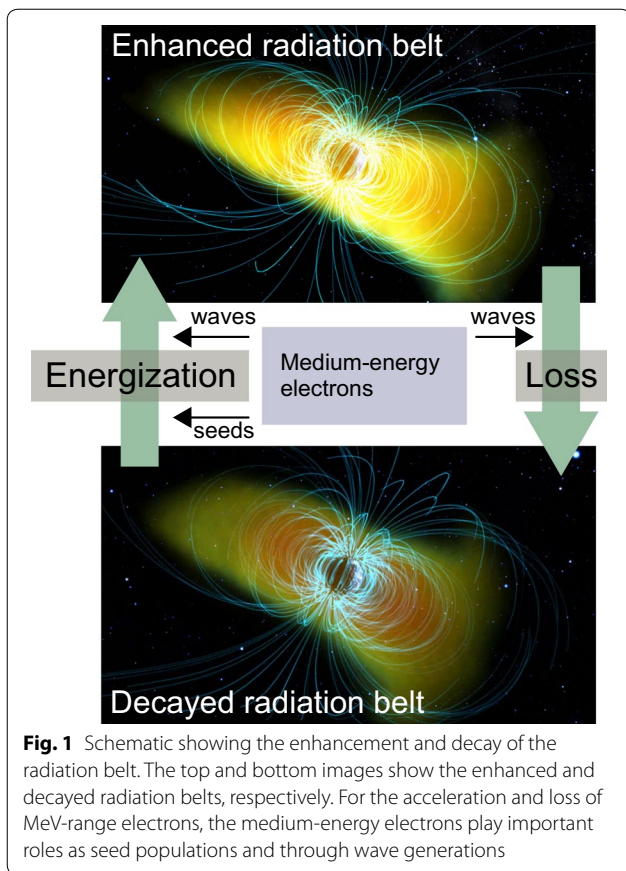 Enhanced radiation belt
waves
waves
Medium-energy
electrons
Energization
Loss
seeds
Decayed radiation belt
Fig. 1 Schematic showing the enhancement and decay of the
radiation belt. The top and bottom images show the enhanced and
decayed radiation belts, respectively. For the acceleration and loss of
MeV-range electrons, the medium-energy electrons play important
roles as seed populations and through wave generations